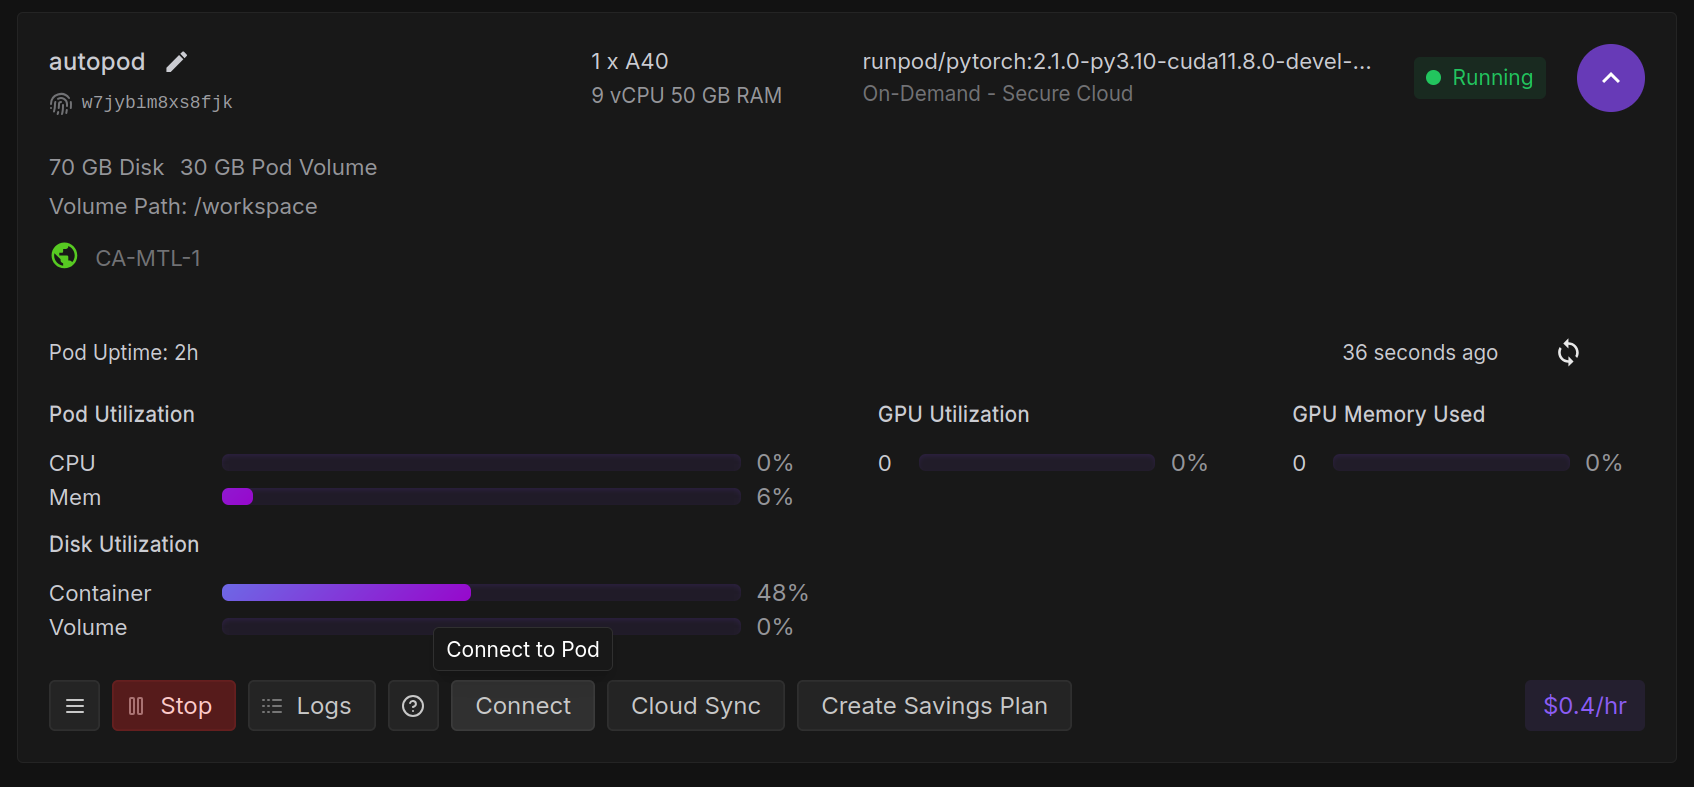 autopod
w7jybim8xs8fjk
1 x A40
9 vCPU 50 GB RAM
runpod/pytorch:2.1.0-py3.10-cuda11.8.0-devel-...
On-Demand - Secure Cloud
Running
70 GB Disk 30 GB Pod Volume
Volume Path: /workspace
CA-MTL-1
Pod Uptime: 2h
36 seconds ago
Pod Utilization
CPU 0%
Mem 6%
GPU Utilization
0 0%
GPU Memory Used
0 0%
Disk Utilization
Container 48%
Volume 0%
Connect to Pod
Stop Logs Connect Cloud Sync Create Savings Plan $0.4/hr